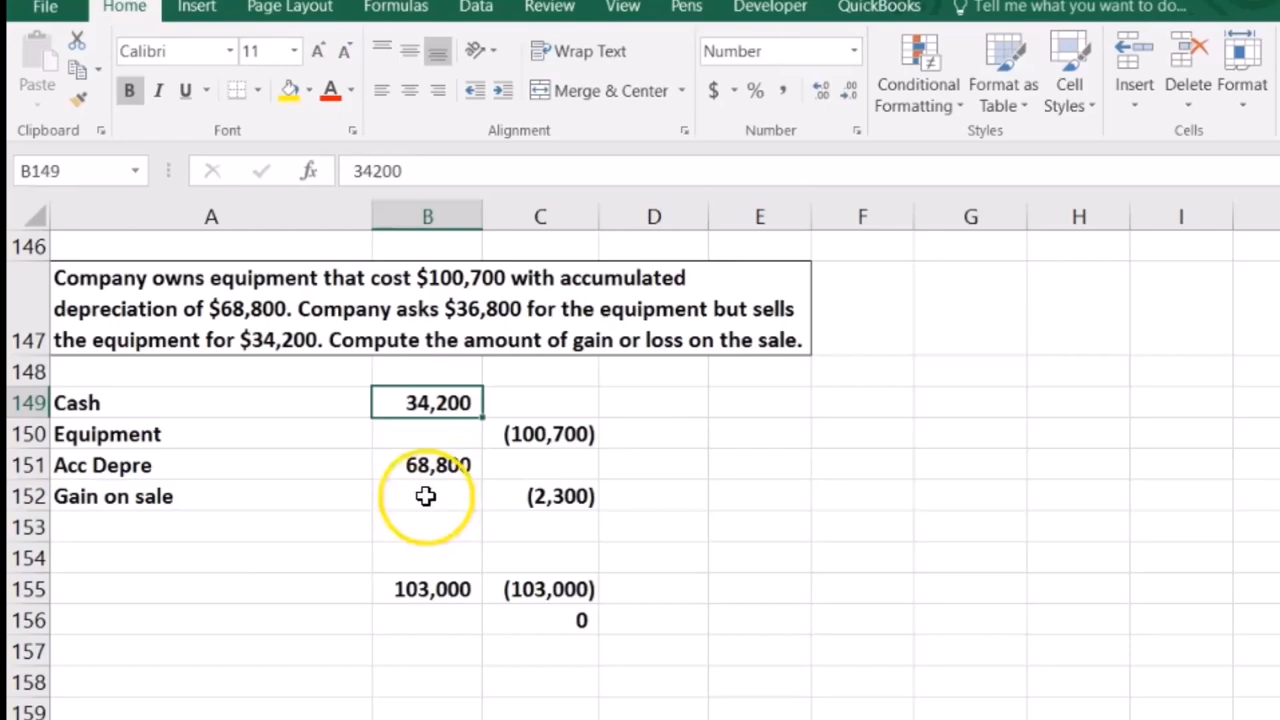 File Home Insert Page Layout Formulas Data Review View Pens Developer QuickBooks Tell me what you want to do...
Paste
Calibri 11 A A Wrap Text Number
B I U A Merge & Center $ % ,
Conditional Formatting Format as Table Cell Styles Insert Delete Format
Clipboard Font Alignment Number Styles Cells
B149 fx 34200
A B C D E F G H I
146
147 Company owns equipment that cost $100,700 with accumulated
depreciation of $68,800. Company asks $36,800 for the equipment but sells
the equipment for $34,200. Compute the amount of gain or loss on the sale.
148
149 Cash 34,200
150 Equipment (100,700)
151 Acc Depre 68,800
152 Gain on sale (2,300)
153
154
155 103,000 (103,000)
156 0
157
158
159